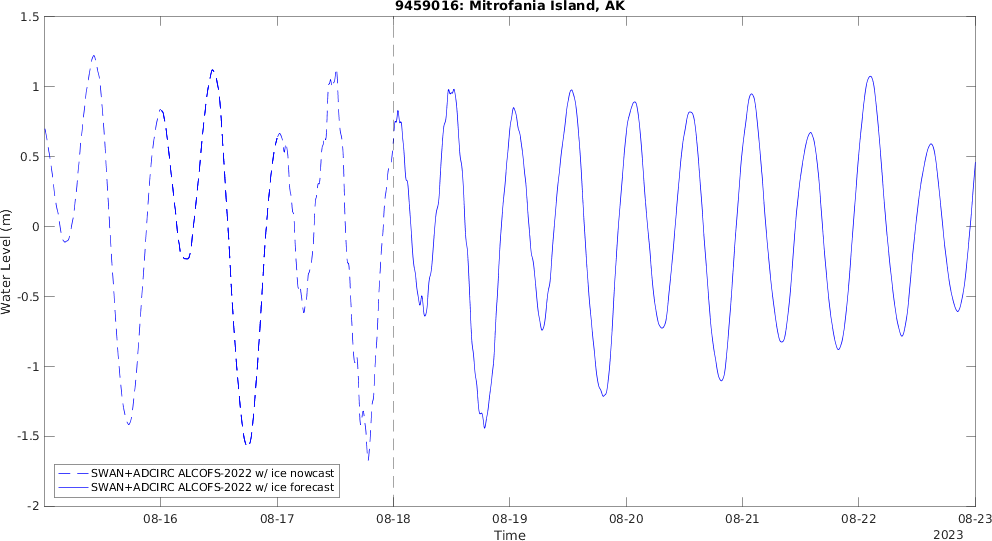 9459016: Mitrofania Island, AK
1.5
1
0.5
0
-0.5
-1
-1.5
-2
Water Level (m)
SWAN+ADCIRC ALCOFS-2022 w/ ice nowcast
SWAN+ADCIRC ALCOFS-2022 w/ ice forecast
08-16 08-17 08-18 08-19 08-20 08-21 08-22 08-23
Time
2023